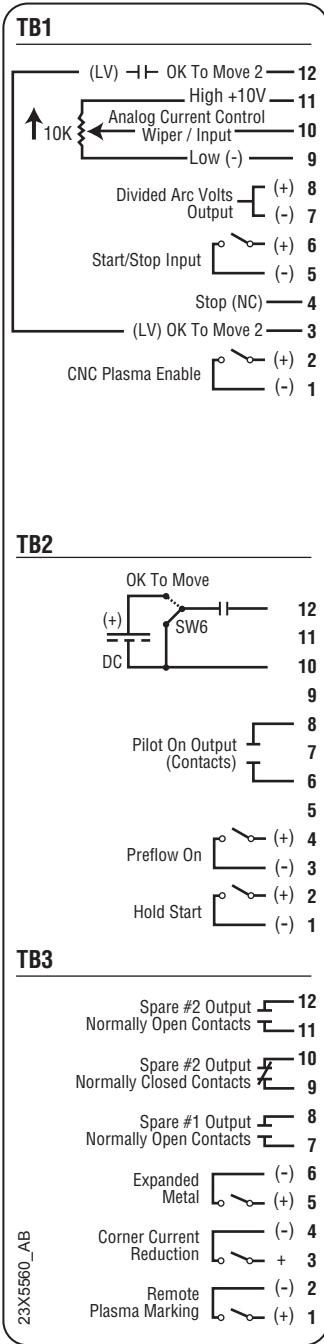 TB1
(LV) OK To Move 2 12
High +10V 11
10K Analog Current Control
Wiper / Input 10
Low (-) 9
Divided Arc Volts (+) 8
Output (-) 7
(+) 6
Start/Stop Input
(-) 5
Stop (NC) 4
(LV) OK To Move 2 3
(+) 2
CNC Plasma Enable
(-) 1
TB2
OK To Move
12
(+) SW6
11
DC 10
9
8
Pilot On Output 7
(Contacts)
6
5
(+) 4
Preflow On
(-) 3
(+) 2
Hold Start
(-) 1
TB3
Spare #2 Output 12
Normally Open Contacts 11
Spare #2 Output 10
Normally Closed Contacts 9
Spare #1 Output 8
Normally Open Contacts 7
Expanded (-) 6
Metal (+) 5
Corner Current (-) 4
Reduction + 3
Remote (-) 2
Plasma Marking (+) 1
23X5560_AB